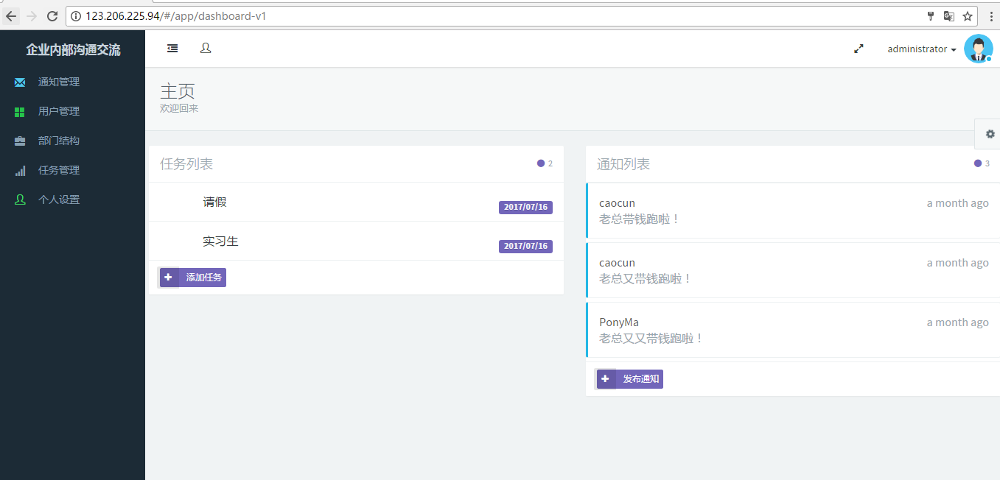 123.206.225.94/#/app/dashboard-v1
企业内部沟通交流
administrator
通知管理
用户管理
部门结构
任务管理
个人设置
主页
欢迎回来
任务列表
2
请假
2017/07/16
实习生
2017/07/16
添加任务
通知列表
3
caocun
a month ago
老总带钱跑啦！
caocun
a month ago
老总又带钱跑啦！
PonyMa
a month ago
老总又又带钱跑啦！
发布通知